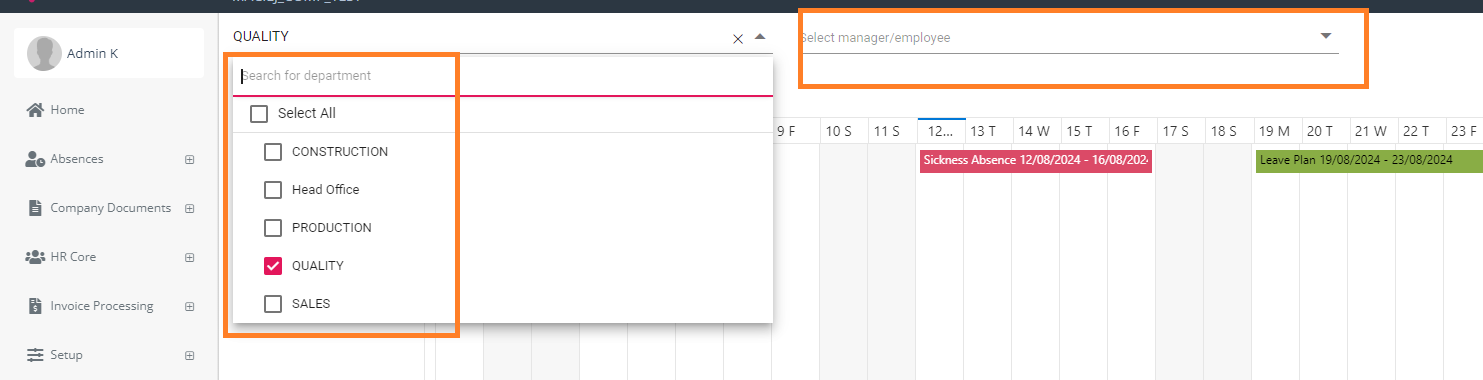 QUALITY
Select manager/employee
Admin K
Search for department
Home
Select All
9 F 10 S 11 S 12... 13 T 14 W 15 T 16 F 17 S 18 S 19 M 20 T 21 W 22 T 23 F
CONSTRUCTION
Absences
Sickness Absence 12/08/2024 - 16/08/202
Leave Plan 19/08/2024 - 23/08/2024
Head Office
Company Documents
PRODUCTION
HR Core
QUALITY
Invoice Processing
SALES
Setup